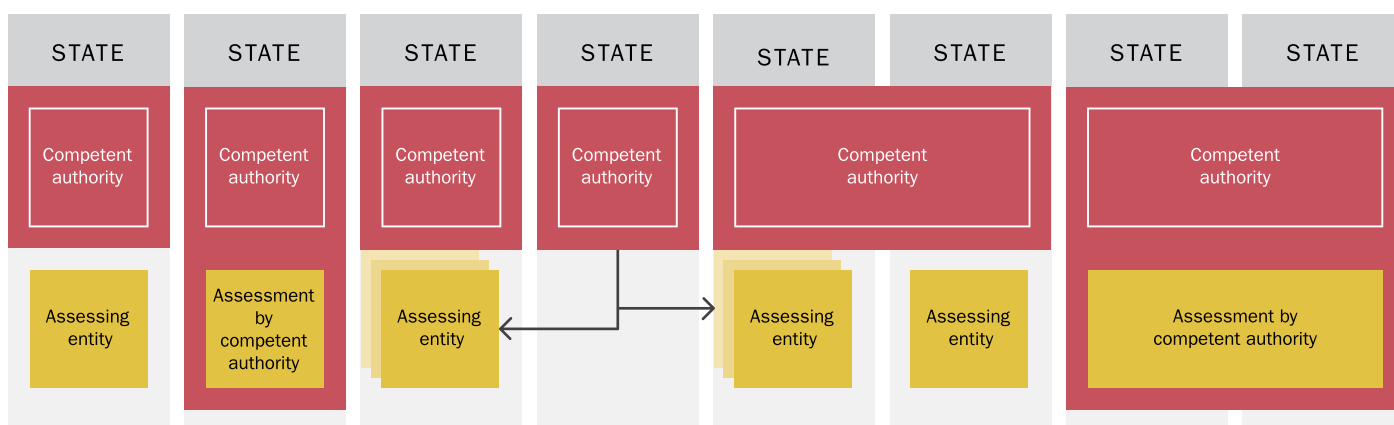 STATE
STATE
STATE
STATE
STATE
STATE
STATE
STATE
Competent
authority
Competent
authority
Competent
authority
Competent
authority
Competent
authority
Competent
authority
Assessing
entity
Assessment
by
competent
authority
Assessing
entity
Assessing
entity
Assessing
entity
Assessment by
competent authority